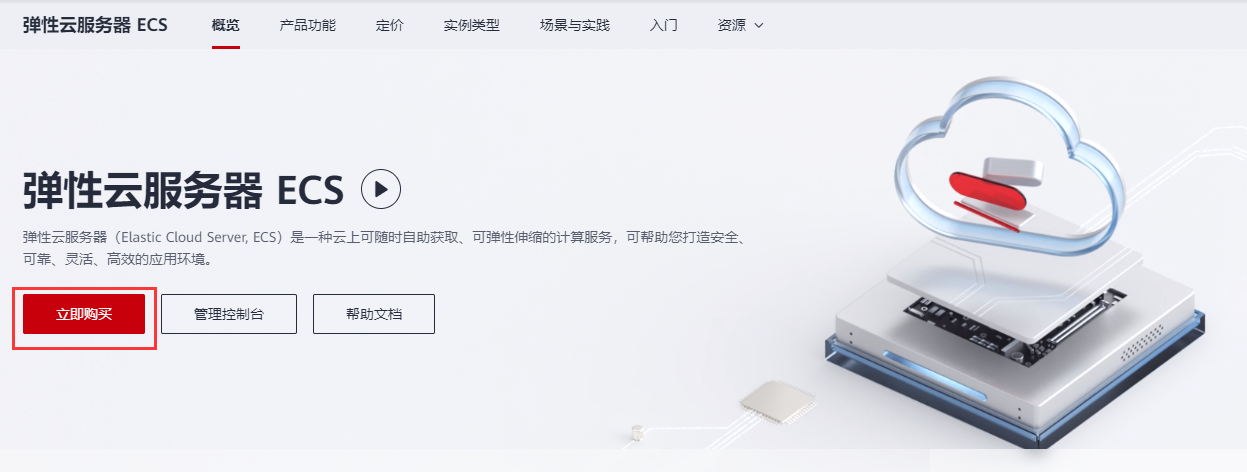 弹性云服务器 ECS 概览 产品功能 定价 实例类型 场景与实践 入门 资源
弹性云服务器 ECS
弹性云服务器（Elastic Cloud Server, ECS）是一种云上可随时自助获取、可弹性伸缩的计算服务，可帮助您打造安全、
可靠、灵活、高效的应用环境。
立即购买 管理控制台 帮助文档